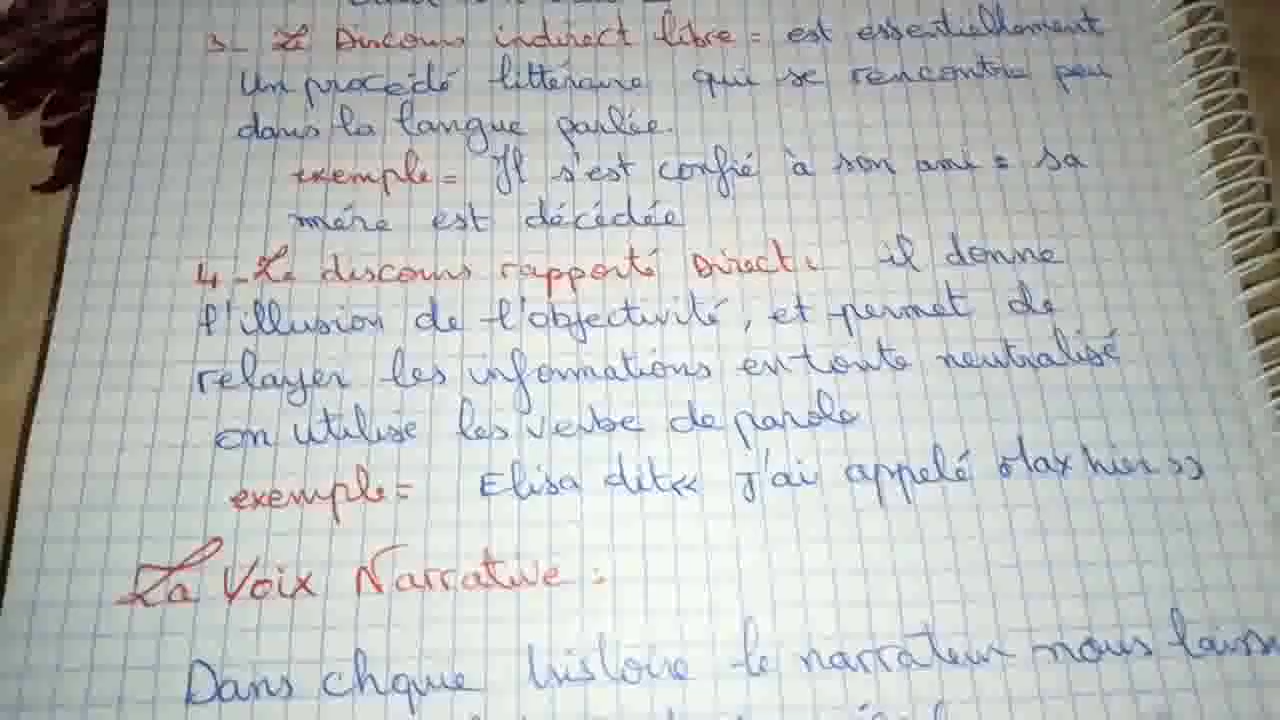 3- Le Discours indirect libre = est essentiellement
un procédé littéraire qui se rencontre peu
dans la langue parlée.
exemple = Il s'est confié à son ami = sa
mére est décédée
4-Le discours rapporté Direct : il donne
l'illusion de l'objectivité, et permet de
relayer les informations en toute neutralisé
on utilise les verbe de parole
exemple = Elisa dit « J'ai appelé Max hier »
La Voix Narrative :
Dans chque histoire le narrateur nous laisse